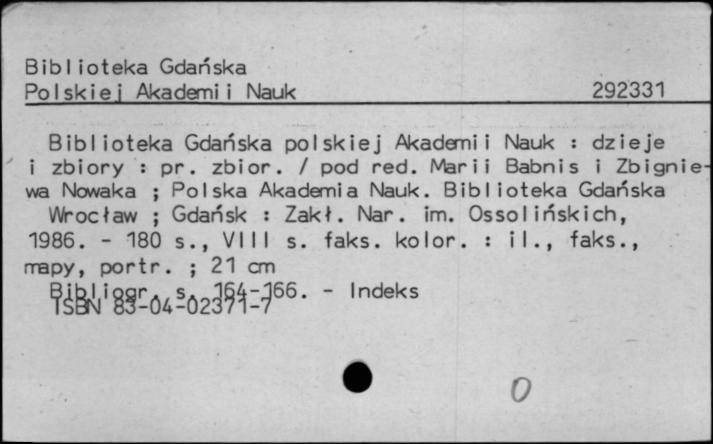 Biblioteka Gdańska
Polskiej Akademii Nauk 292331
Biblioteka Gdańska polskiej Akademii Nauk : dzieje
i zbiory : pr. zbior. / pod red. Marii Babnis i Zbignie-
wa Nowaka ; Polska Akademia Nauk. Biblioteka Gdańska
Wrocław ; Gdańsk : Zakł. Nar. im. Ossolińskich,
1986. - 180 s., VIII s. faks. kolor. : il., faks.,
mapy, portr. ; 21 cm
Bibliogr. s. 164-166. - Indeks
ISBN 83-04-02371-7
0